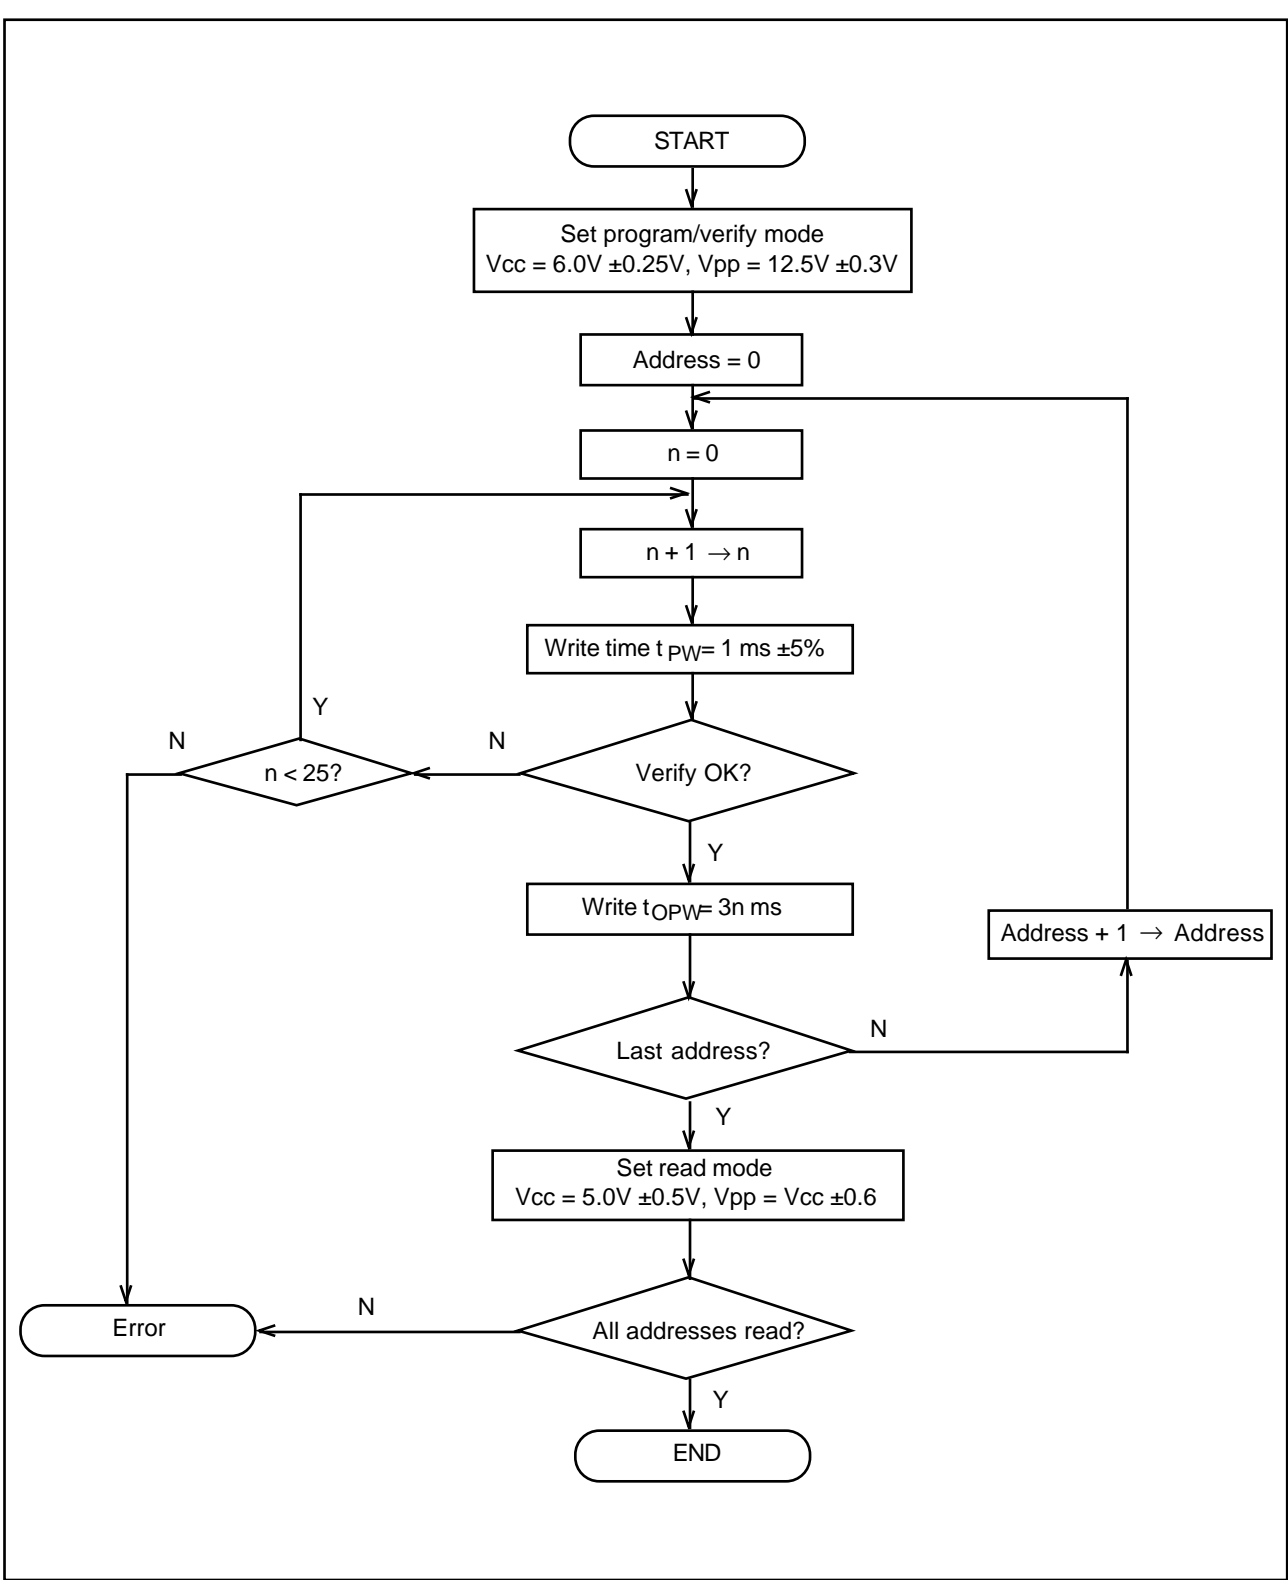 START
Set program/verify mode
Vcc = 6.0V ±0.25V, Vpp = 12.5V ±0.3V
Address = 0
n = 0
n + 1 → n
Write time t PW= 1 ms ±5%
Y
N
n < 25?
N
Verify OK?
Y
Write tOPW= 3n ms
Address + 1 → Address
Last address?
N
Y
Set read mode
Vcc = 5.0V ±0.5V, Vpp = Vcc ±0.6
Error
N
All addresses read?
Y
END